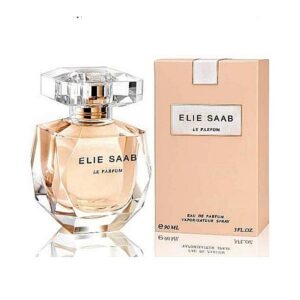 ELIE SAAB
LE PARFUM
ELIE SAAB
LE PARFUM
EAU DE PARFUM
VAPORISATEUR SPRAY
℮ 90 ML
3 FL.OZ.